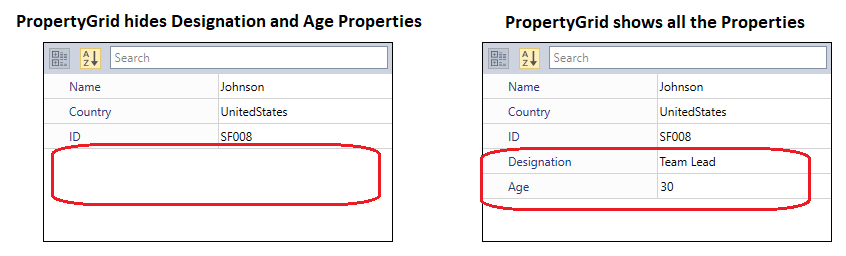 PropertyGrid hides Designation and Age Properties
A Z Search
Name Johnson
Country UnitedStates
ID SF008
PropertyGrid shows all the Properties
A Z Search
Name Johnson
Country UnitedStates
ID SF008
Designation Team Lead
Age 30